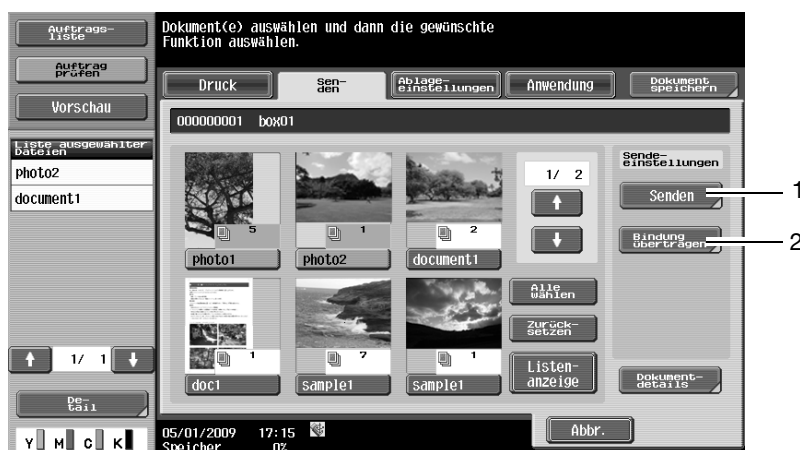 Auftrags-
liste
Auftrag
prüfen
Vorschau
Liste ausgewählter
Dateien
photo2
document1
1/ 1
De-
tail
Y M C K
Dokument(e) auswählen und dann die gewünschte
Funktion auswählen.
Druck
Sen-
den
Ablage-
einstellungen
Anwendung
Dokument
speichern
000000001 box01
5
photo1
1
photo2
2
document1
1
doc1
7
sample1
1
sample1
1/ 2
Alle
wählen
Zurück-
setzen
Listen-
anzeige
Sende-
einstellungen
Senden
1
Bindung
übertragen
2
Dokument-
details
05/01/2009 17:15
Speicher 0%
Abbr.